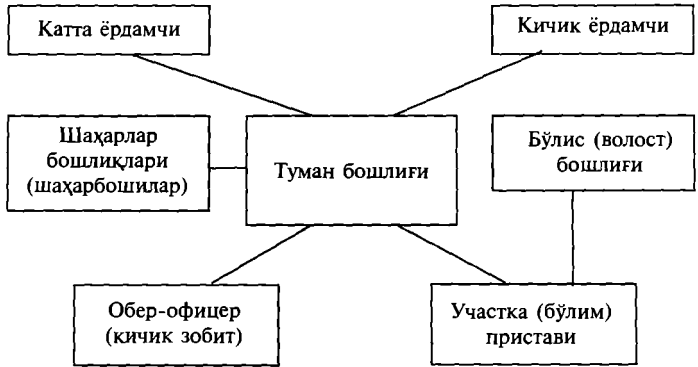 Катта ёрдамчи
Кичик ёрдамчи
Шаҳарлар
бошлиқлари
(шаҳарбошилар)
Туман бошлиғи
Бўлис (волост)
бошлиғи
Обер-офицер
(кичик зобит)
Участка (бўлим)
пристави